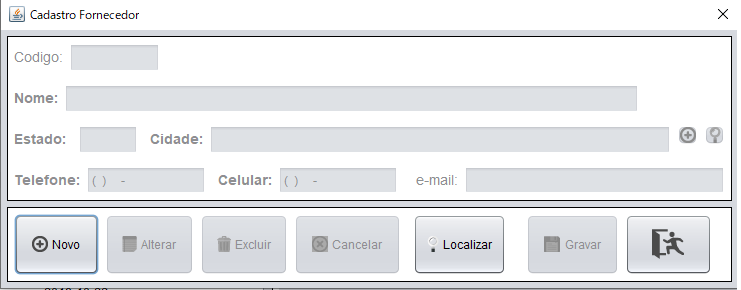 Cadastro Fornecedor
Codigo:
Nome:
Estado: Cidade:
Telefone: ( ) - Celular: ( ) - e-mail:
Novo Alterar Excluir Cancelar Localizar Gravar